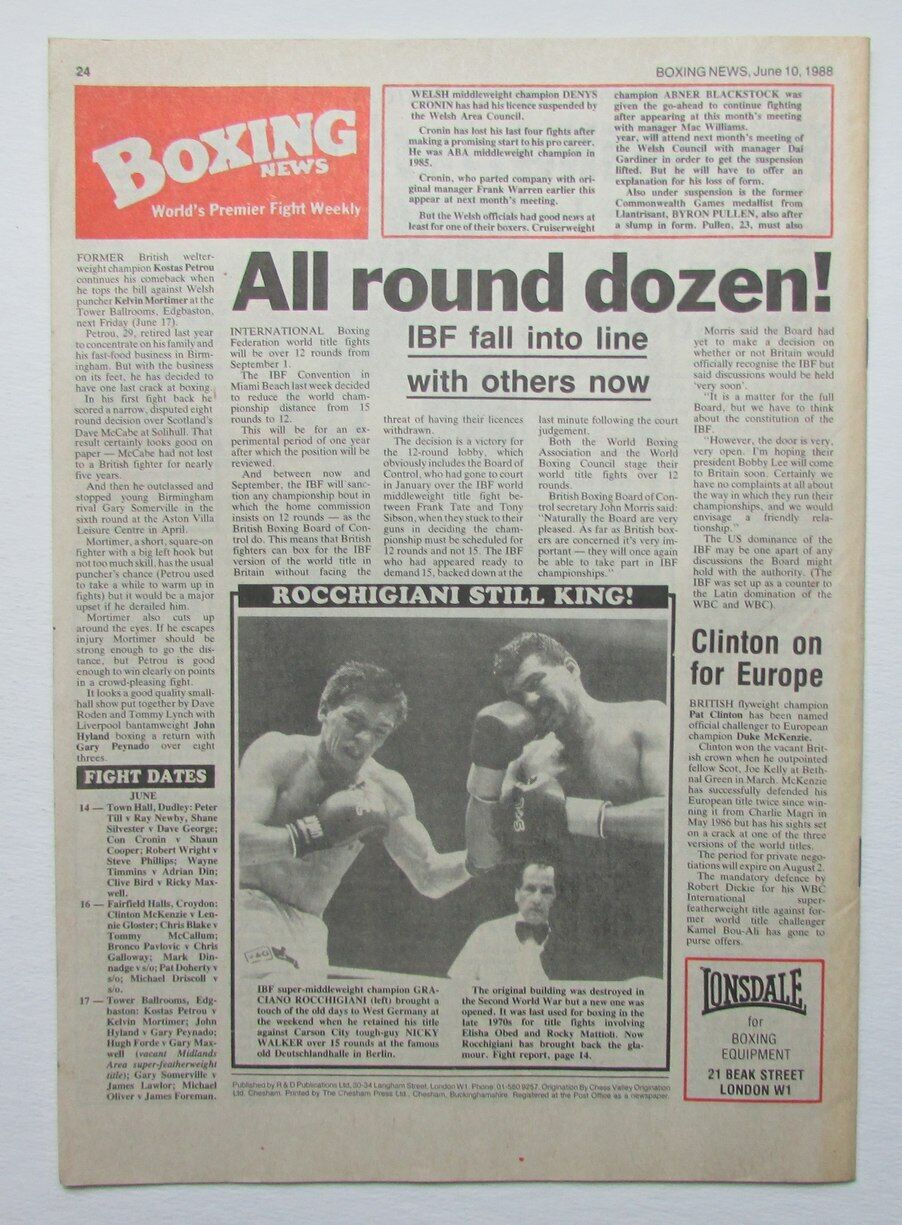 24
BOXING NEWS, June 10, 1988
BOXING
NEWS
World's Premier Fight Weekly
WELSH middleweight champion DENYS
CRONIN has had his licence suspended by
the Welsh Area Council.
Cronin has lost his last four fights after
making a promising start to his pro career.
He was ABA middleweight champion in
1985.
Cronin, who parted company with orig-
inal manager Frank Warren earlier this
appear at next month's meeting.
But the Welsh officials had good news at
least for one of their boxers. Cruiserweight
champion ABNER BLACKSTOCK was
given the go-ahead to continue fighting
after appearing at this month's meeting
with manager Mac Williams.
year, will attend next month's meeting of
the Welsh Council with manager Dai
Gardiner in order to get the suspension
lifted. But he will have to offer an
explanation for his loss of form.
Also under suspension is the former
Commonwealth Games medallist from
Llantrisant, BYRON PULLEN, also after
a slump in form. Pullen, 23, must also
FORMER British welter-
weight champion Kostas Petrou
continues his comeback when
he tops the bill against Welsh
puncher Kelvin Mortimer at the
Tower Ballrooms, Edgbaston,
next Friday (June 17).
Petrou, 29, retired last year
to concentrate on his family and
his fast-food business in Birm-
ingham. But with the business
on its feet, he has decided to
have one last crack at boxing.
In his first fight back he
scored a narrow, disputed eight
round decision over Scotland's
Dave McCabe at Solihull. That
result certainly looks good on
paper — McCabe had not lost
to a British fighter for nearly
five years.
And then he outclassed and
stopped young Birmingham
rival Gary Somerville in the
sixth round at the Aston Villa
Leisure Centre in April.
Mortimer, a short, square-on
fighter with a big left hook but
not too much skill, has the usual
puncher's chance (Petrou used
to take a while to warm up in
fights) but it would be a major
upset if he derailed him.
Mortimer also cuts up
around the eyes. If he escapes
injury Mortimer should be
strong enough to go the dis-
tance, but Petrou is good
enough to win clearly on points
in a crowd-pleasing fight.
It looks a good quality small-
hall show put together by Dave
Roden and Tommy Lynch with
Liverpool bantamweight John
Hyland boxing a return with
Gary Peynado over eight
threes.
FIGHT DATES
JUNE
14 — Town Hall, Dudley: Peter
Till v Ray Newby, Shane
Silvester v Dave George;
Con Cronin v Shaun
Cooper; Robert Wright v
Steve Phillips; Wayne
Timmins v Adrian Din;
Clive Bird v Ricky Max-
well.
16 — Fairfield Halls, Croydon:
Clinton McKenzie v Len-
nie Gloster; Chris Blake v
Tommy McCallum;
Bronco Pavlovic v Chris
Galloway; Mark Din-
nadge v s/o; Pat Doherty v
s/o; Michael Driscoll v
s/o.
17 — Tower Ballrooms, Edg-
baston: Kostas Petrou v
Kelvin Mortimer; John
Hyland v Gary Peynado;
Hugh Forde v Gary Max-
well (vacant Midlands
Area super-featherweight
title); Gary Somerville v
James Lawlor; Michael
Oliver v James Foreman.
All round dozen!
IBF fall into line
with others now
INTERNATIONAL Boxing
Federation world title fights
will be over 12 rounds from
September 1.
The IBF Convention in
Miami Beach last week decided
to reduce the world cham-
pionship distance from 15
rounds to 12.
This will be for an ex-
perimental period of one year
after which the position will be
reviewed.
And between now and
September, the IBF will sanc-
tion any championship bout in
which the home commission
insists on 12 rounds — as the
British Boxing Board of Con-
trol do. This means that British
fighters can box for the IBF
version of the world title in
Britain without facing the
threat of having their licences
withdrawn.
The decision is a victory for
the 12-round lobby, which
obviously includes the Board of
Control, who had gone to court
in January over the IBF world
middleweight title fight be-
tween Frank Tate and Tony
Sibson, when they stuck to their
guns in deciding the cham-
pionship must be scheduled for
12 rounds and not 15. The IBF
who had appeared ready to
demand 15, backed down at the
last minute following the court
judgement.
Both the World Boxing
Association and the World
Boxing Council stage their
world title fights over 12
rounds.
British Boxing Board of Con-
trol secretary John Morris said:
"Naturally the Board are very
pleased. As far as British box-
ers are concerned it's very im-
portant — they will once again
be able to take part in IBF
championships."
Morris said the Board had
yet to make a decision on
whether or not Britain would
officially recognise the IBF but
said discussions would be held
'very soon'.
"It is a matter for the full
Board, but we have to think
about the constitution of the
IBF.
"However, the door is very,
very open. I'm hoping their
president Bobby Lee will come
to Britain soon. Certainly we
have no complaints at all about
the way in which they run their
championships, and we would
envisage a friendly rela-
tionship."
The US dominance of the
IBF may be one apart of any
discussions the Board might
hold with the authority. (The
IBF was set up as a counter to
the Latin domination of the
WBC and WBC).
ROCCHIGIANI STILL KING!
IBF super-middleweight champion GRA-
CIANO ROCCHIGIANI (left) brought a
touch of the old days to West Germany at
the weekend when he retained his title
against Carson City tough-guy NICKY
WALKER over 15 rounds at the famous
old Deutschlandhalle in Berlin.
The original building was destroyed in
the Second World War but a new one was
opened. It was last used for boxing in the
late 1970s for title fights involving
Elisha Obed and Rocky Mattioli. Now
Rocchigiani has brought back the gla-
mour. Fight report, page 14.
Clinton on
for Europe
BRITISH flyweight champion
Pat Clinton has been named
official challenger to European
champion Duke McKenzie.
Clinton won the vacant Brit-
ish crown when he outpointed
fellow Scot, Joe Kelly at Beth-
nal Green in March. McKenzie
has successfully defended his
European title twice since win-
ning it from Charlie Magri in
May 1986 but has his sights set
on a crack at one of the three
versions of the world titles.
The period for private nego-
tiations will expire on August 2.
The mandatory defence by
Robert Dickie for his WBC
International super-
featherweight title against for-
mer world title challenger
Kamel Bou-Ali has gone to
purse offers.
LONSDALE
for
BOXING
EQUIPMENT
21 BEAK STREET
LONDON W1
Published by R & D Publications Ltd, 30-34 Langham Street, London W1. Phone: 01-580 9257. Origination By Chess Valley Origination
Ltd, Chesham. Printed by The Chesham Press Ltd., Chesham, Buckinghamshire. Registered at the Post Office as a newspaper.